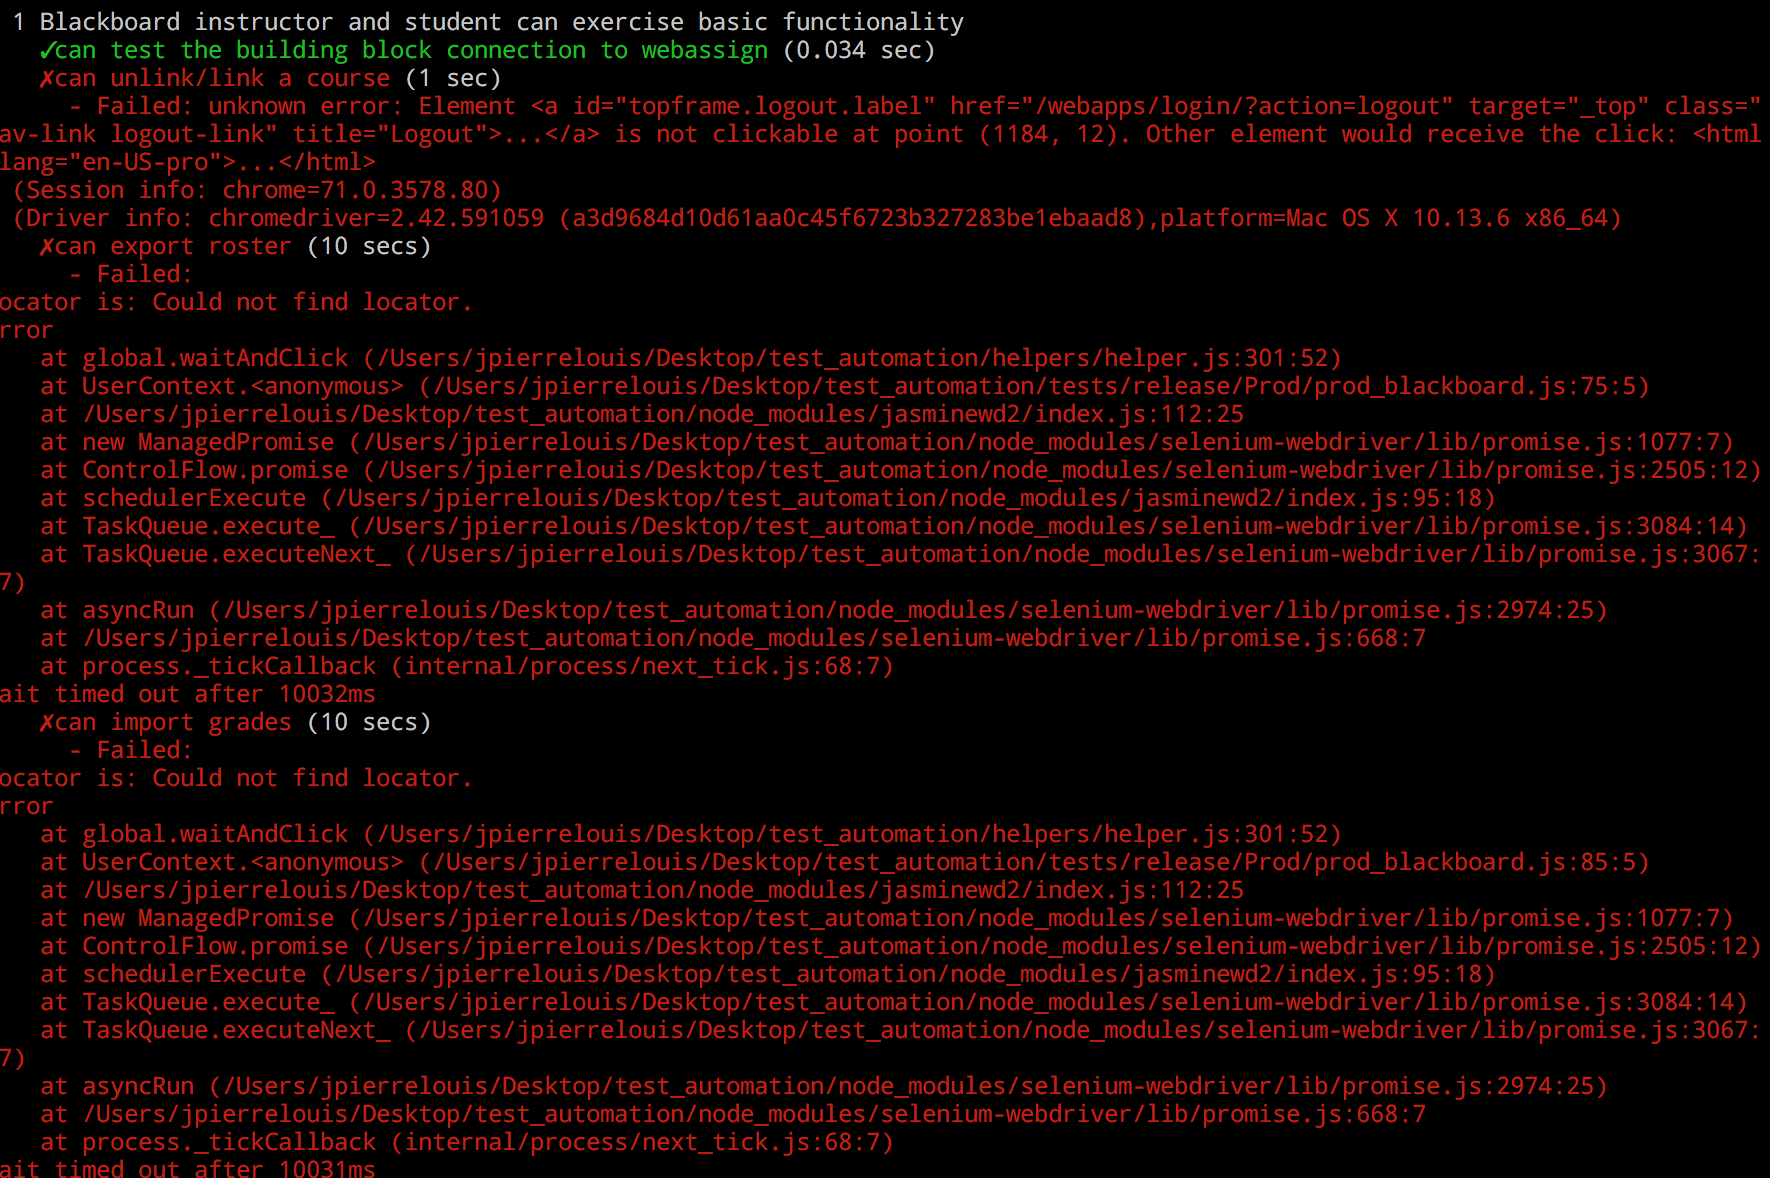 1 Blackboard instructor and student can exercise basic functionality
✓can test the building block connection to webassign (0.034 sec)
✗can unlink/link a course (1 sec)
- Failed: unknown error: Element <a id="topframe.logout.label" href="/webapps/login/?action=logout" target="_top" class="
av-link logout-link" title="Logout">...</a> is not clickable at point (1184, 12). Other element would receive the click: <html
lang="en-US-pro">...</html>
(Session info: chrome=71.0.3578.80)
(Driver info: chromedriver=2.42.591059 (a3d9684d10d61aa0c45f6723b327283be1ebaad8),platform=Mac OS X 10.13.6 x86_64)
✗can export roster (10 secs)
- Failed:
ocator is: Could not find locator.
rror
at global.waitAndClick (/Users/jpierrelouis/Desktop/test_automation/helpers/helper.js:301:52)
at UserContext.<anonymous> (/Users/jpierrelouis/Desktop/test_automation/tests/release/Prod/prod_blackboard.js:75:5)
at /Users/jpierrelouis/Desktop/test_automation/node_modules/jasminewd2/index.js:112:25
at new ManagedPromise (/Users/jpierrelouis/Desktop/test_automation/node_modules/selenium-webdriver/lib/promise.js:1077:7)
at ControlFlow.promise (/Users/jpierrelouis/Desktop/test_automation/node_modules/selenium-webdriver/lib/promise.js:2505:12)
at schedulerExecute (/Users/jpierrelouis/Desktop/test_automation/node_modules/jasminewd2/index.js:95:18)
at TaskQueue.execute_ (/Users/jpierrelouis/Desktop/test_automation/node_modules/selenium-webdriver/lib/promise.js:3084:14)
at TaskQueue.executeNext_ (/Users/jpierrelouis/Desktop/test_automation/node_modules/selenium-webdriver/lib/promise.js:3067:
7)
at asyncRun (/Users/jpierrelouis/Desktop/test_automation/node_modules/selenium-webdriver/lib/promise.js:2974:25)
at /Users/jpierrelouis/Desktop/test_automation/node_modules/selenium-webdriver/lib/promise.js:668:7
at process._tickCallback (internal/process/next_tick.js:68:7)
ait timed out after 10032ms
✗can import grades (10 secs)
- Failed:
ocator is: Could not find locator.
rror
at global.waitAndClick (/Users/jpierrelouis/Desktop/test_automation/helpers/helper.js:301:52)
at UserContext.<anonymous> (/Users/jpierrelouis/Desktop/test_automation/tests/release/Prod/prod_blackboard.js:85:5)
at /Users/jpierrelouis/Desktop/test_automation/node_modules/jasminewd2/index.js:112:25
at new ManagedPromise (/Users/jpierrelouis/Desktop/test_automation/node_modules/selenium-webdriver/lib/promise.js:1077:7)
at ControlFlow.promise (/Users/jpierrelouis/Desktop/test_automation/node_modules/selenium-webdriver/lib/promise.js:2505:12)
at schedulerExecute (/Users/jpierrelouis/Desktop/test_automation/node_modules/jasminewd2/index.js:95:18)
at TaskQueue.execute_ (/Users/jpierrelouis/Desktop/test_automation/node_modules/selenium-webdriver/lib/promise.js:3084:14)
at TaskQueue.executeNext_ (/Users/jpierrelouis/Desktop/test_automation/node_modules/selenium-webdriver/lib/promise.js:3067:
7)
at asyncRun (/Users/jpierrelouis/Desktop/test_automation/node_modules/selenium-webdriver/lib/promise.js:2974:25)
at /Users/jpierrelouis/Desktop/test_automation/node_modules/selenium-webdriver/lib/promise.js:668:7
at process._tickCallback (internal/process/next_tick.js:68:7)
ait timed out after 10031ms